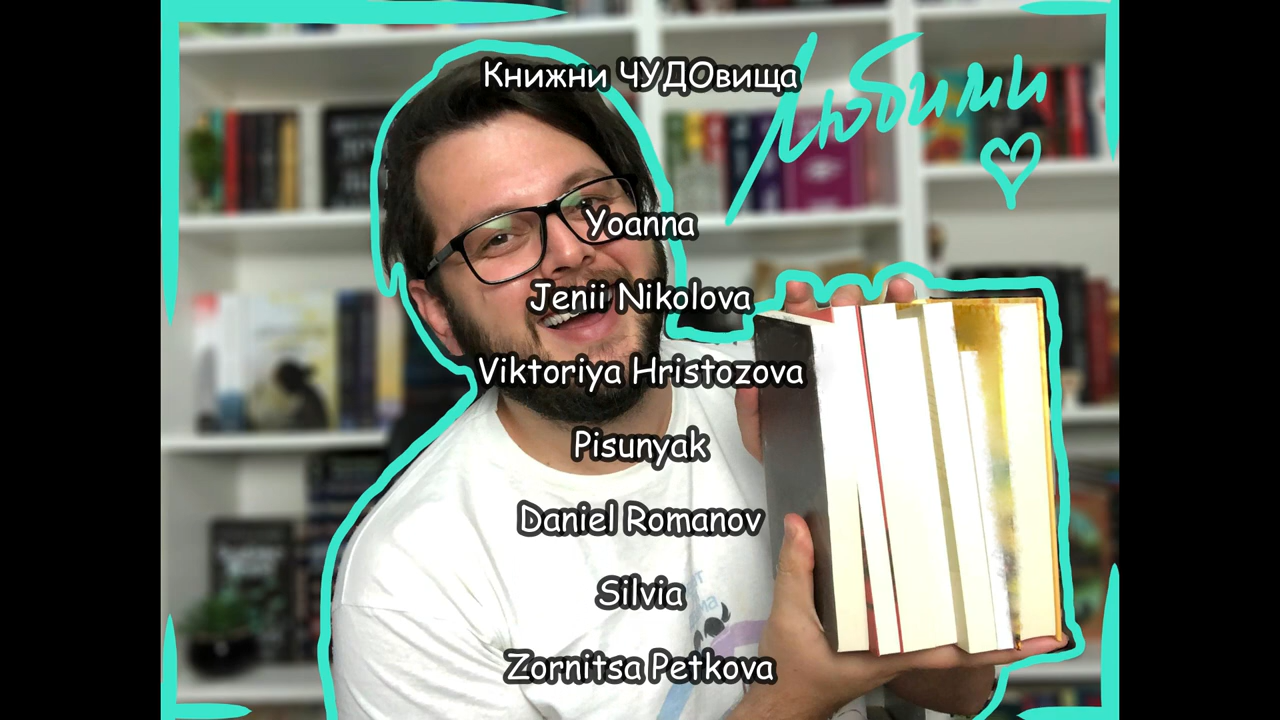 Книжни ЧУДОвища
Любими
Yoanna
Jenii Nikolova
Viktoriya Hristozova
Pisunyak
Daniel Romanov
Silvia
Zornitsa Petkova